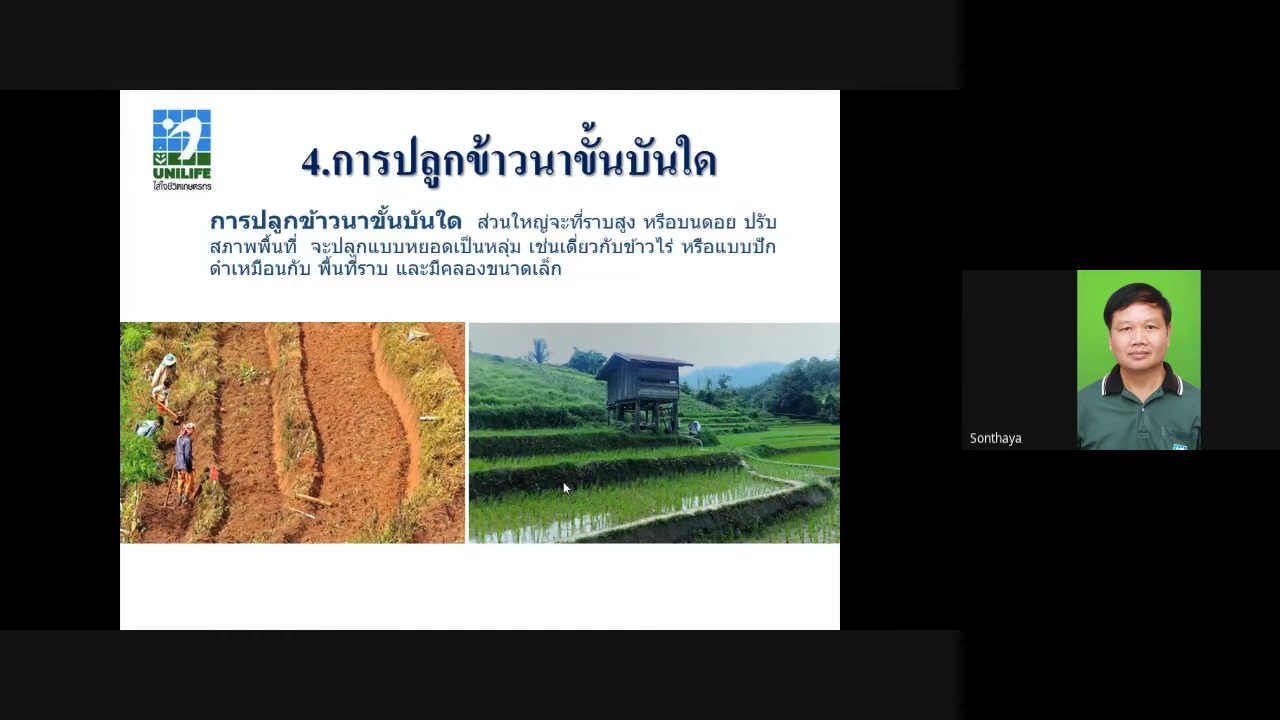 UNILIFE
ใส่ใจชีวิตเกษตรกร
4.การปลูกข้าวนาขั้นบันใด
การปลูกข้าวนาขั้นบันใด ส่วนใหญ่จะที่ราบสูง หรือบนดอย ปรับ
สภาพพื้นที่ จะปลูกแบบหยอดเป็นหลุ่ม เช่นเดี่ยวกับข้าวไร่ หรือแบบปัก
ดำเหมือนกับ พื้นที่ราบ และมีคลองขนาดเล็ก
Sonthaya